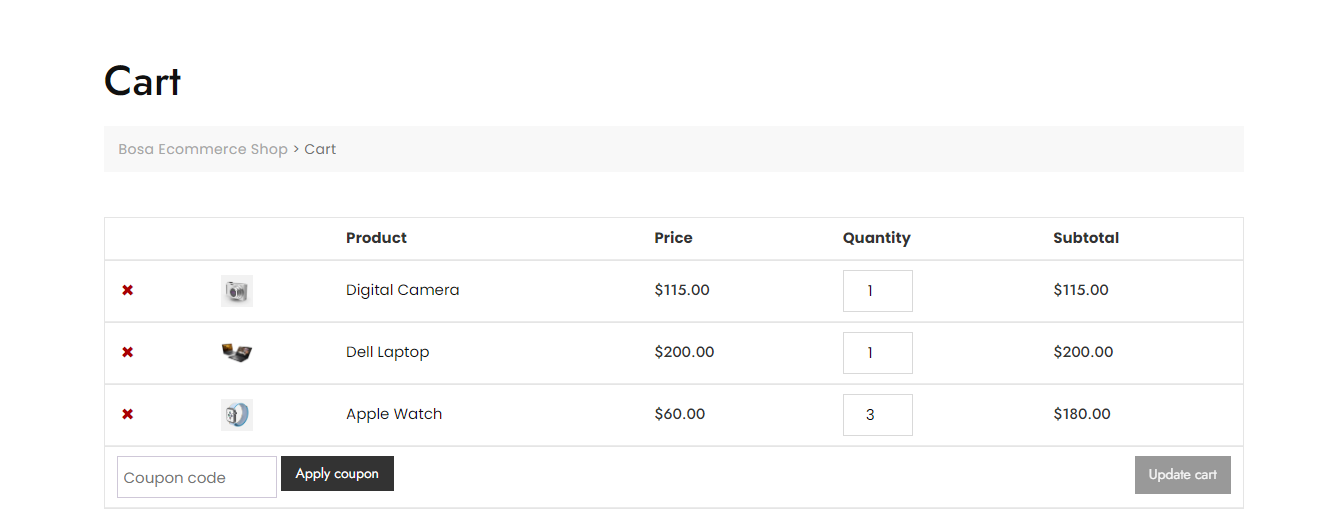 Cart
Bosa Ecommerce Shop > Cart
Product Price Quantity Subtotal
Digital Camera $115.00 1 $115.00
Dell Laptop $200.00 1 $200.00
Apple Watch $60.00 3 $180.00
Coupon code Apply coupon Update cart